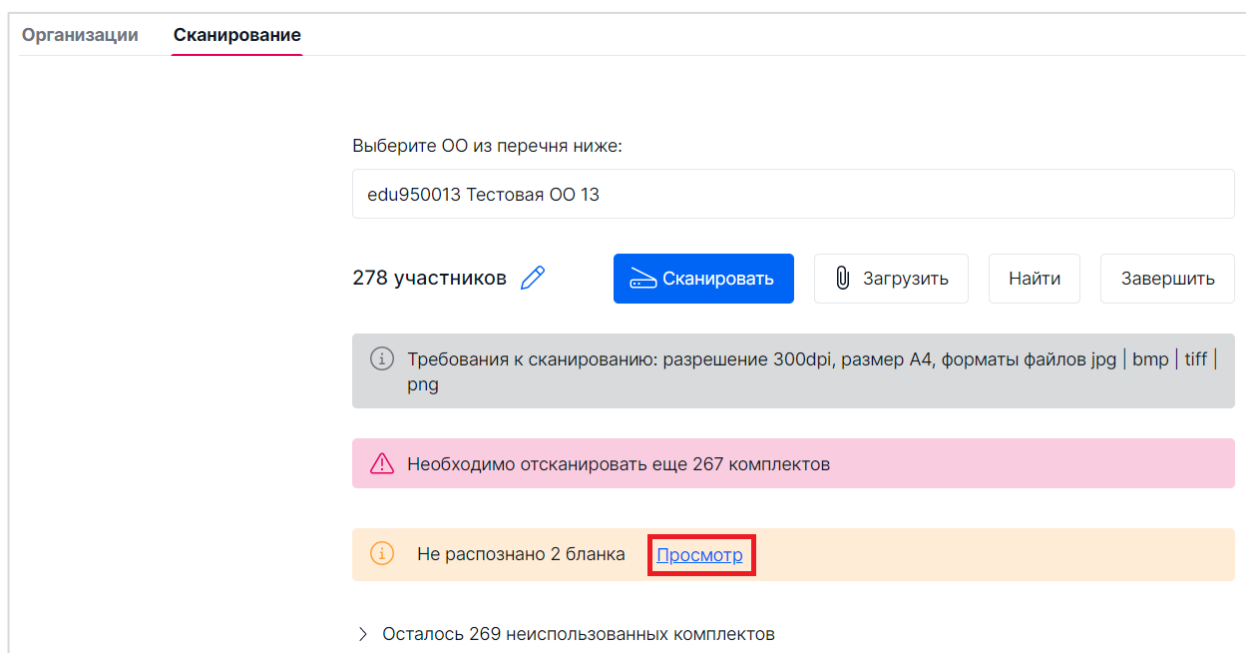 Организации Сканирование
Выберите ОО из перечня ниже:
edu950013 Тестовая ОО 13
278 участников Сканировать Загрузить Найти Завершить
Требования к сканированию: разрешение 300dpi, размер А4, форматы файлов jpg | bmp | tiff |
png
Необходимо отсканировать еще 267 комплектов
Не распознано 2 бланка Просмотр
Осталось 269 неиспользованных комплектов